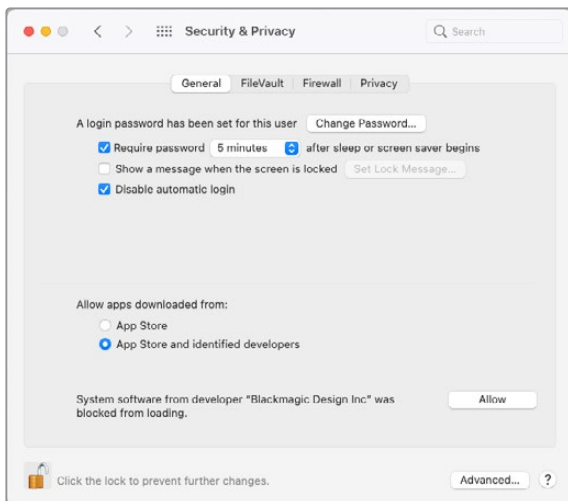 Security & Privacy
Search
General FileVault Firewall Privacy
A login password has been set for this user Change Password...
Require password 5 minutes after sleep or screen saver begins
Show a message when the screen is locked Set Lock Message...
Disable automatic login
Allow apps downloaded from:
App Store
App Store and identified developers
System software from developer "Blackmagic Design Inc" was
blocked from loading.
Allow
Click the lock to prevent further changes.
Advanced... ?